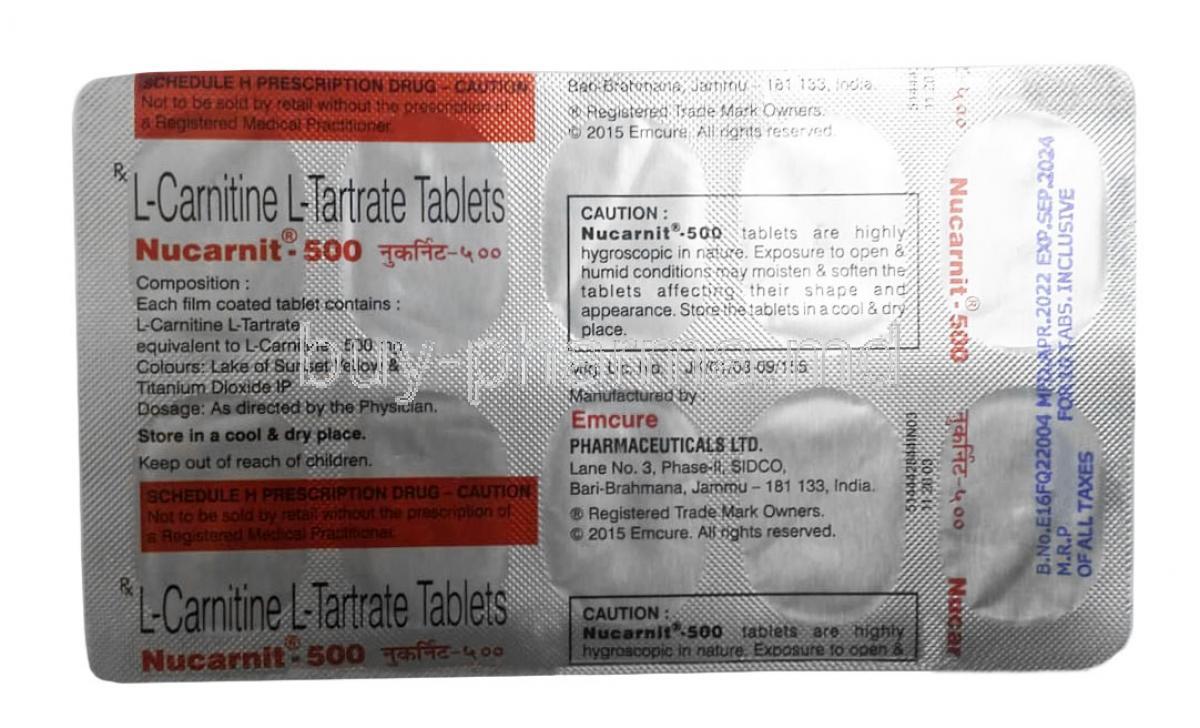 SCHEDULE H PRESCRIPTION DRUG - CAUTION
Not to be sold by retail without the prescription of
a Registered Medical Practitioner.
Rx
L-Carnitine L-Tartrate Tablets
Nucarnit®-500 नुकर्निट-५००
Composition :
Each film coated tablet contains :
L-Carnitine L-Tartrate
equivalent to L-Carnitine 500 mg
Colours: Lake of Sunset Yellow &
Titanium Dioxide IP
Dosage: As directed by the Physician.
Store in a cool & dry place.
Keep out of reach of children.
SCHEDULE H PRESCRIPTION DRUG - CAUTION
Not to be sold by retail without the prescription of
a Registered Medical Practitioner.
Rx
L-Carnitine L-Tartrate Tablets
Nucarnit®-500 नुकर्निट-५००
Bari-Brahmana, Jammu – 181 133, India.
® Registered Trade Mark Owners.
© 2015 Emcure. All rights reserved.
CAUTION :
Nucarnit®-500 tablets are highly
hygroscopic in nature. Exposure to open &
humid conditions may moisten & soften the
tablets affecting their shape and
appearance. Store the tablets in a cool & dry
place.
Mfg. Lic. No.
Manufactured by :
Emcure
PHARMACEUTICALS LTD.
Lane No. 3, Phase-II, SIDCO,
Bari-Brahmana, Jammu – 181 133, India.
® Registered Trade Mark Owners.
© 2015 Emcure. All rights reserved.
CAUTION :
Nucarnit®-500 tablets are highly
hygroscopic in nature. Exposure to open &
५००
Nucarnit®-500 नुकर्निट-५००
Nucar
B.No.E16FQ22004 MFD.APR.2022 EXP.SEP.2024
M.R.P FOR 10 TABS.INCLUSIVE
OF ALL TAXES
buy-pharma.md